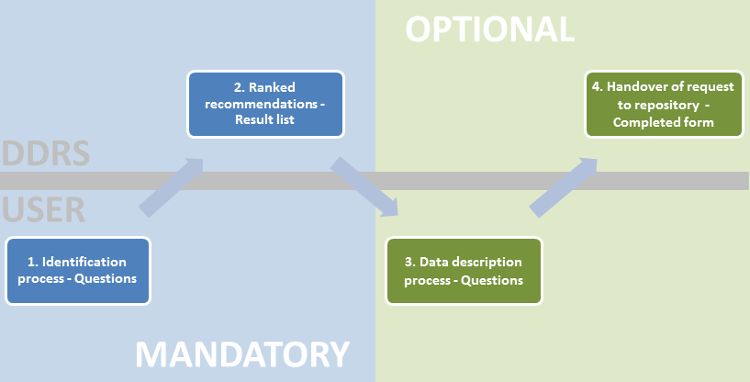 OPTIONAL
2. Ranked
recommendations -
Result list
4. Handover of request
to repository -
Completed form
DDRS
USER
1. Identification
process - Questions
3. Data description
process - Questions
MANDATORY